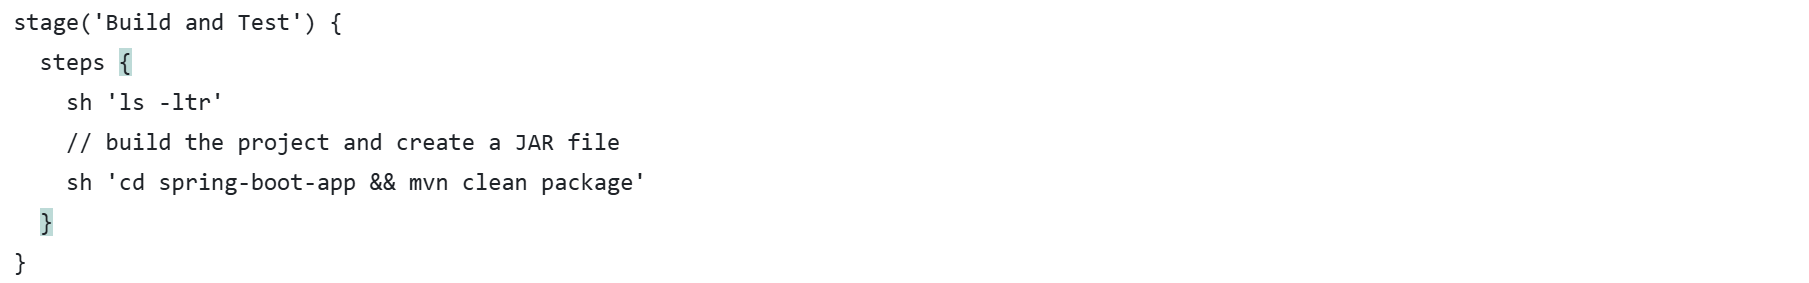 stage('Build and Test') {
  steps {
    sh 'ls -ltr'
    // build the project and create a JAR file
    sh 'cd spring-boot-app && mvn clean package'
  }
}